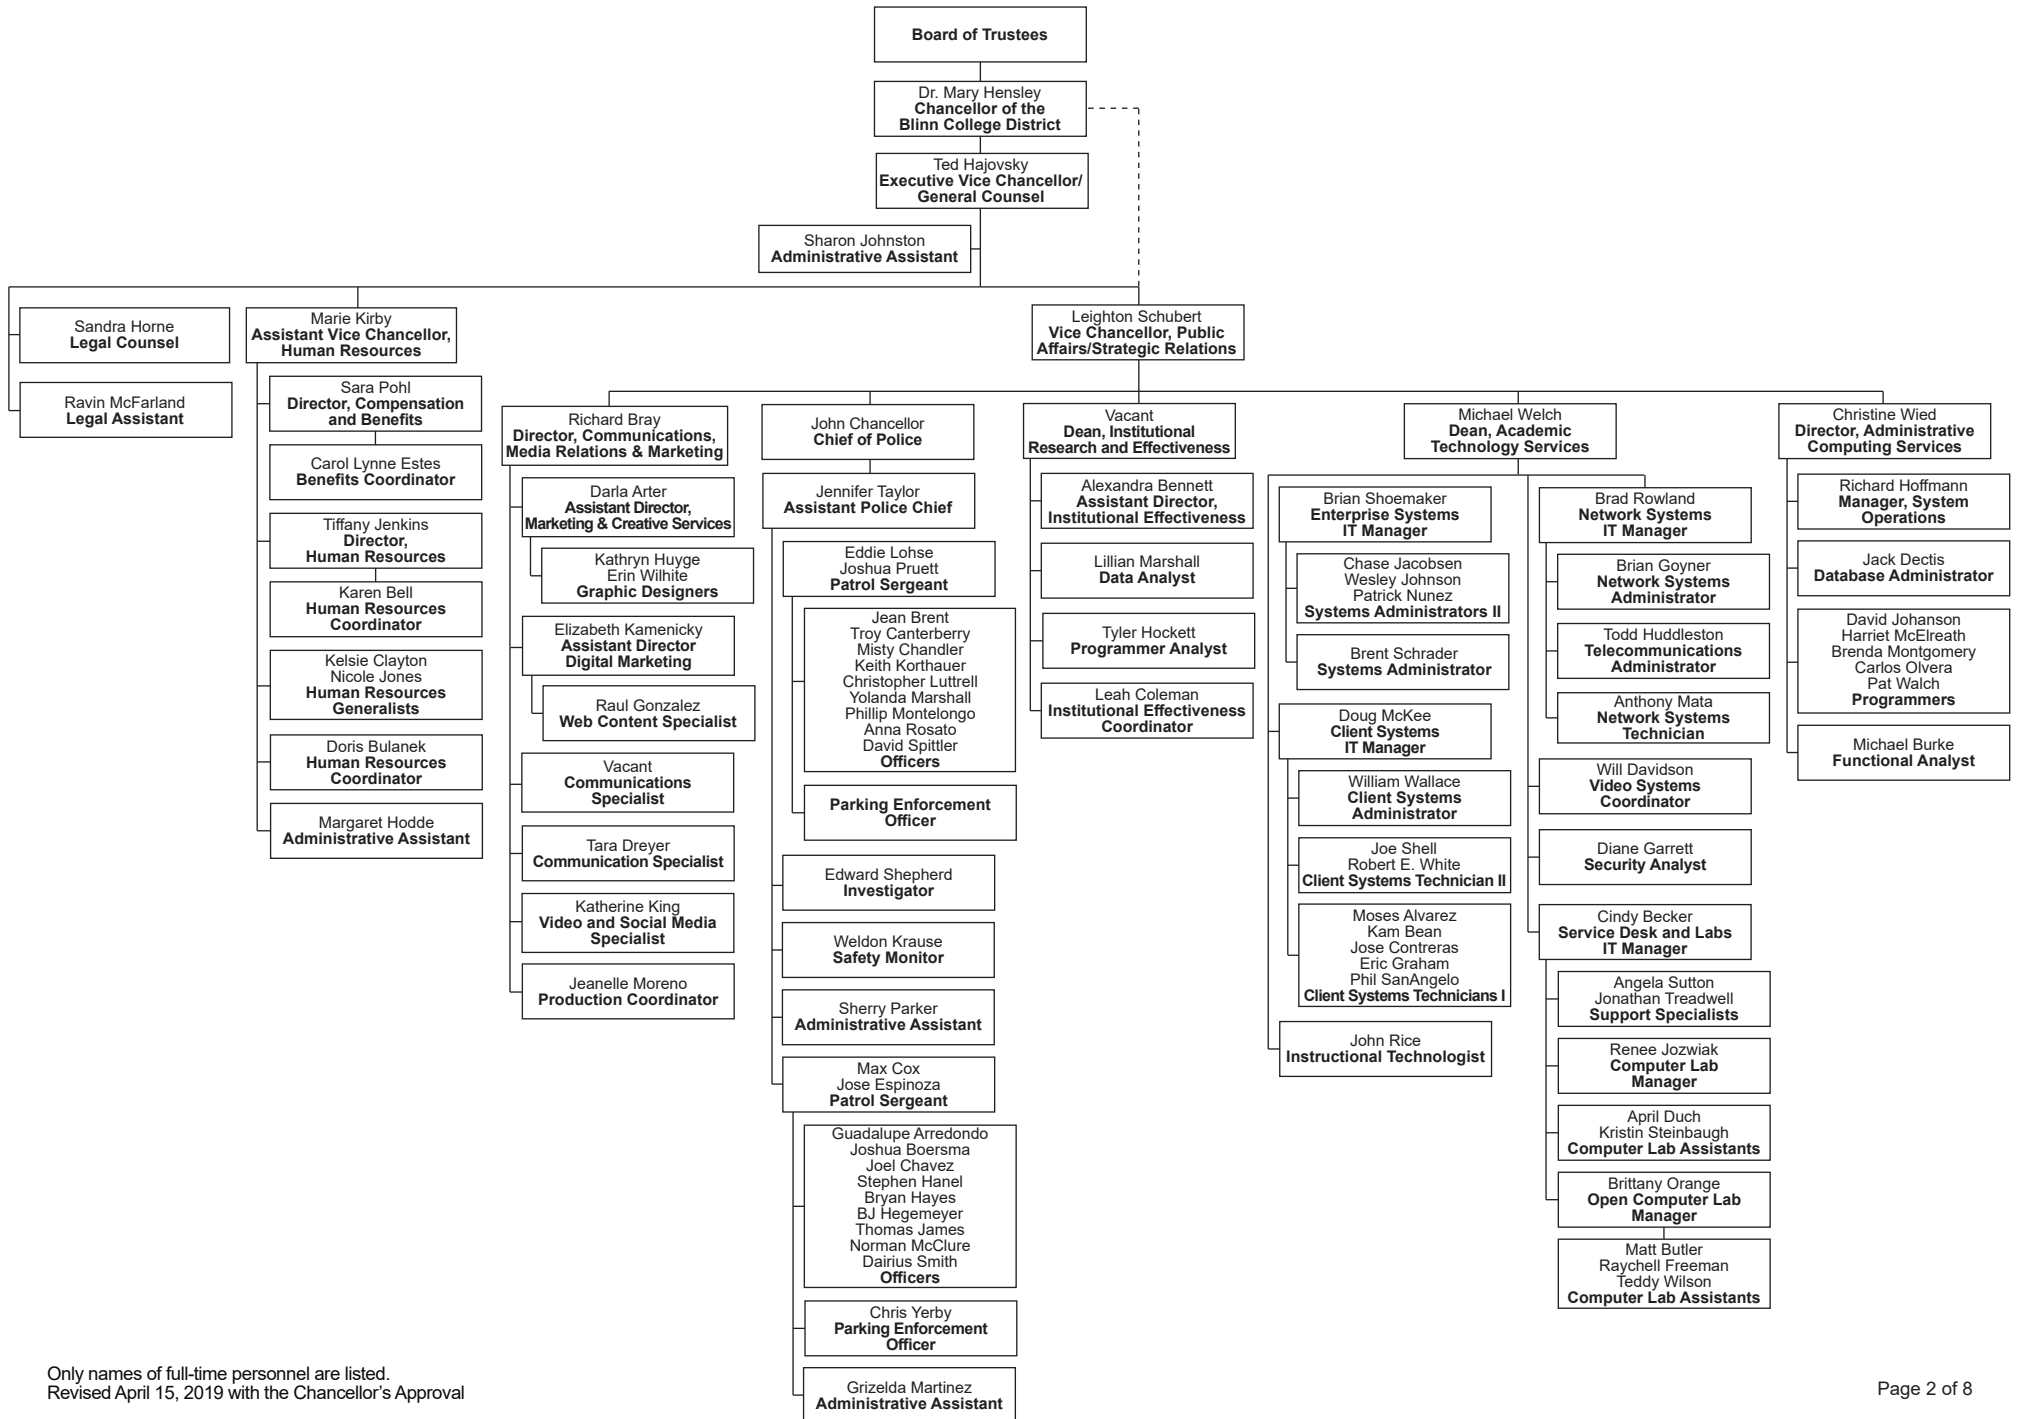 Board of Trustees
Dr. Mary Hensley
Chancellor of the
Blinn College District
Ted Hajovsky
Executive Vice Chancellor/
General Counsel
Sharon Johnston
Administrative Assistant
Sandra Horne
Legal Counsel
Ravin McFarland
Legal Assistant
Marie Kirby
Assistant Vice Chancellor,
Human Resources
Sara Pohl
Director, Compensation
and Benefits
Carol Lynne Estes
Benefits Coordinator
Tiffany Jenkins
Director,
Human Resources
Karen Bell
Human Resources
Coordinator
Kelsie Clayton
Nicole Jones
Human Resources
Generalists
Doris Bulanek
Human Resources
Coordinator
Margaret Hodde
Administrative Assistant
Leighton Schubert
Vice Chancellor, Public
Affairs/Strategic Relations
Richard Bray
Director, Communications,
Media Relations & Marketing
Darla Arter
Assistant Director,
Marketing & Creative Services
Kathryn Huyge
Erin Wilhite
Graphic Designers
Elizabeth Kamenicky
Assistant Director
Digital Marketing
Raul Gonzalez
Web Content Specialist
Vacant
Communications
Specialist
Tara Dreyer
Communication Specialist
Katherine King
Video and Social Media
Specialist
Jeanelle Moreno
Production Coordinator
John Chancellor
Chief of Police
Jennifer Taylor
Assistant Police Chief
Eddie Lohse
Joshua Pruett
Patrol Sergeant
Jean Brent
Troy Canterberry
Misty Chandler
Keith Korthauer
Christopher Luttrell
Yolanda Marshall
Phillip Montelongo
Anna Rosato
David Spittler
Officers
Parking Enforcement
Officer
Edward Shepherd
Investigator
Weldon Krause
Safety Monitor
Sherry Parker
Administrative Assistant
Max Cox
Jose Espinoza
Patrol Sergeant
Guadalupe Arredondo
Joshua Boersma
Joel Chavez
Stephen Hanel
Bryan Hayes
BJ Hegemeyer
Thomas James
Norman McClure
Dairius Smith
Officers
Chris Yerby
Parking Enforcement
Officer
Grizelda Martinez
Administrative Assistant
Vacant
Dean, Institutional
Research and Effectiveness
Alexandra Bennett
Assistant Director,
Institutional Effectiveness
Lillian Marshall
Data Analyst
Tyler Hockett
Programmer Analyst
Leah Coleman
Institutional Effectiveness
Coordinator
Michael Welch
Dean, Academic
Technology Services
Brian Shoemaker
Enterprise Systems
IT Manager
Chase Jacobsen
Wesley Johnson
Patrick Nunez
Systems Administrators II
Brent Schrader
Systems Administrator
Doug McKee
Client Systems
IT Manager
William Wallace
Client Systems
Administrator
Joe Shell
Robert E. White
Client Systems Technician II
Moses Alvarez
Kam Bean
Jose Contreras
Eric Graham
Phil SanAngelo
Client Systems Technicians I
John Rice
Instructional Technologist
Brad Rowland
Network Systems
IT Manager
Brian Goyner
Network Systems
Administrator
Todd Huddleston
Telecommunications
Administrator
Anthony Mata
Network Systems
Technician
Will Davidson
Video Systems
Coordinator
Diane Garrett
Security Analyst
Cindy Becker
Service Desk and Labs
IT Manager
Angela Sutton
Jonathan Treadwell
Support Specialists
Renee Jozwiak
Computer Lab
Manager
April Duch
Kristin Steinbaugh
Computer Lab Assistants
Brittany Orange
Open Computer Lab
Manager
Matt Butler
Raychell Freeman
Teddy Wilson
Computer Lab Assistants
Christine Wied
Director, Administrative
Computing Services
Richard Hoffmann
Manager, System
Operations
Jack Dectis
Database Administrator
David Johanson
Harriet McElreath
Brenda Montgomery
Carlos Olvera
Pat Walch
Programmers
Michael Burke
Functional Analyst
Only names of full-time personnel are listed.
Revised April 15, 2019 with the Chancellor's Approval
Page 2 of 8